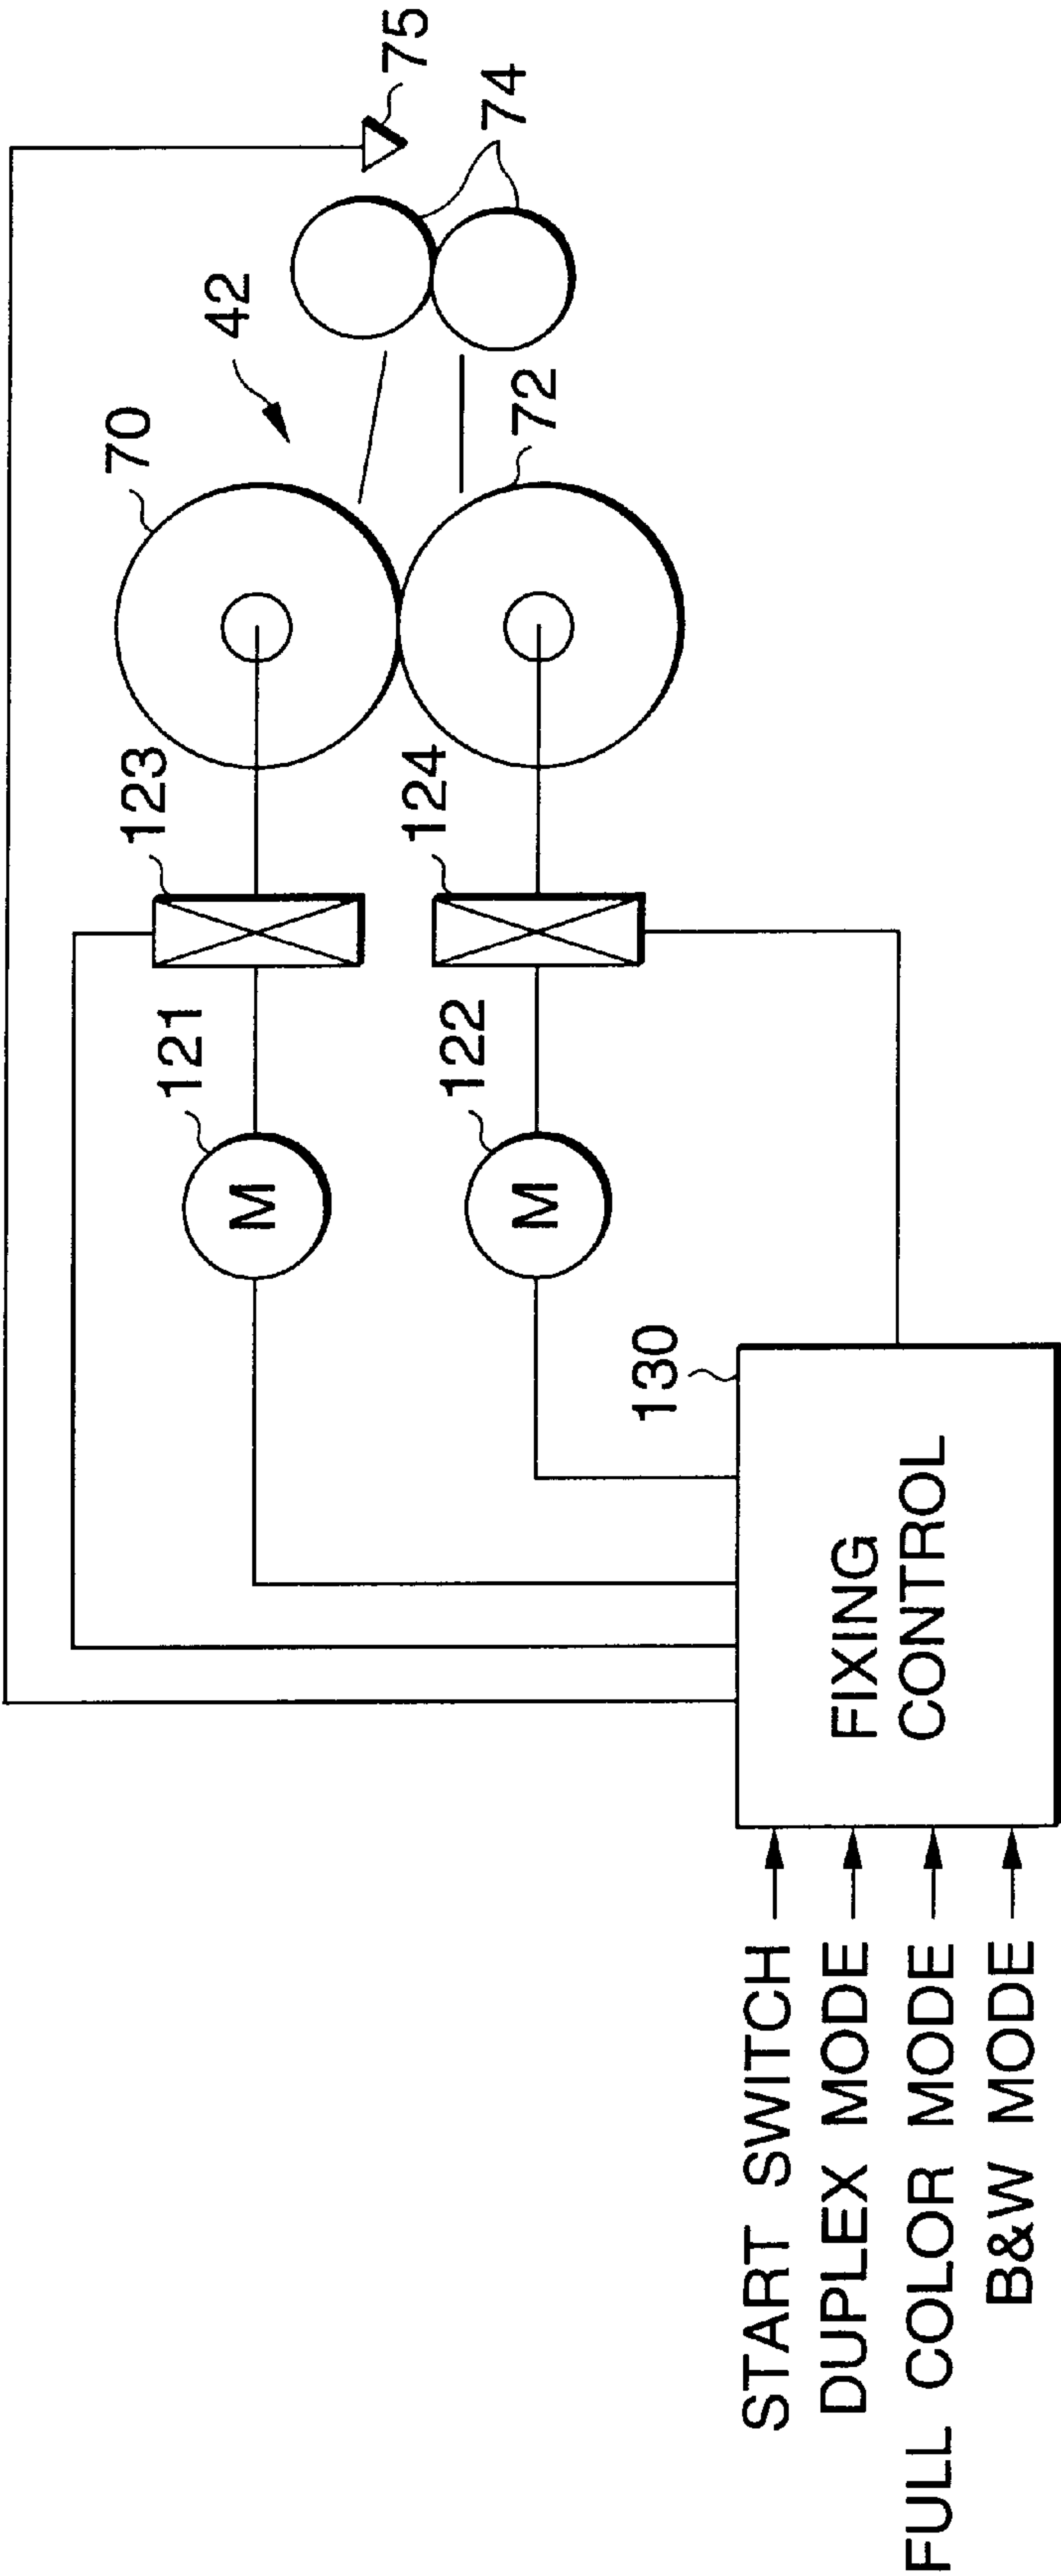 75
74
42
70
72
123
124
121
M
122
M
130
FIXING
CONTROL
START SWITCH
DUPLEX MODE
FULL COLOR MODE
B&W MODE